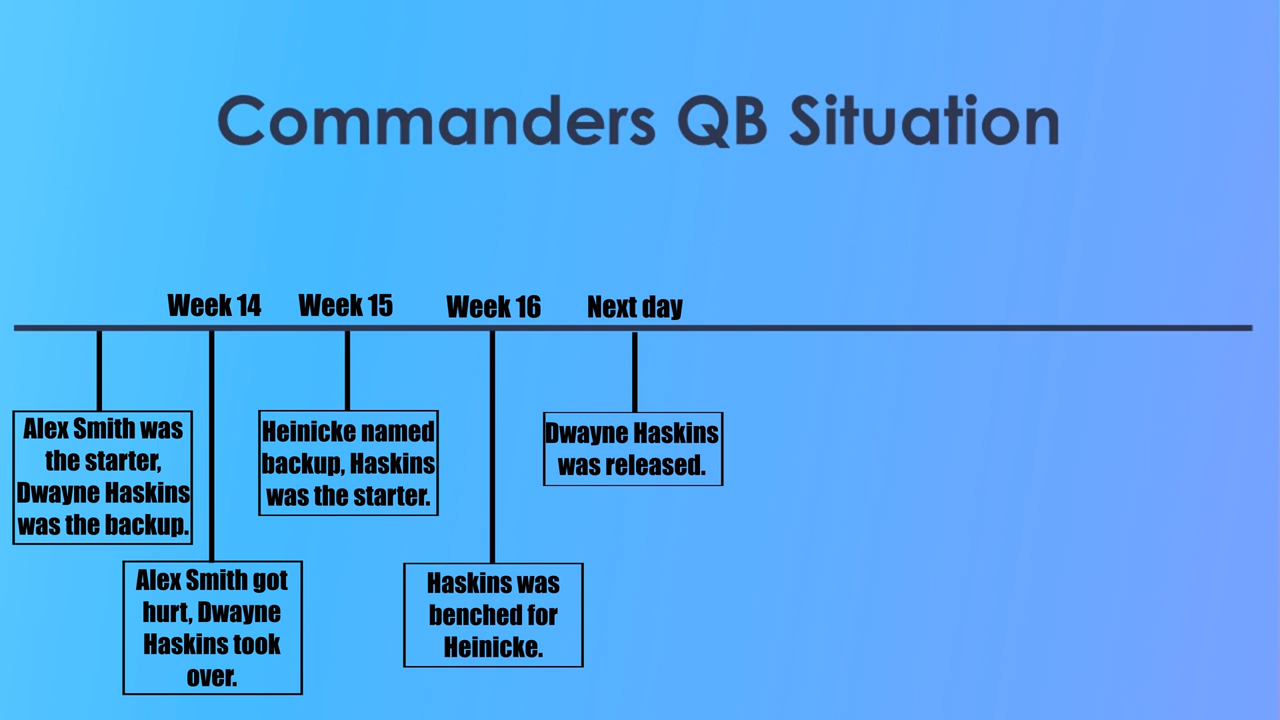 Commanders QB Situation
Week 14
Week 15
Week 16
Next day
Alex Smith was
the starter,
Dwayne Haskins
was the backup.
Alex Smith got
hurt, Dwayne
Haskins took
over.
Heinicke named
backup, Haskins
was the starter.
Haskins was
benched for
Heinicke.
Dwayne Haskins
was released.